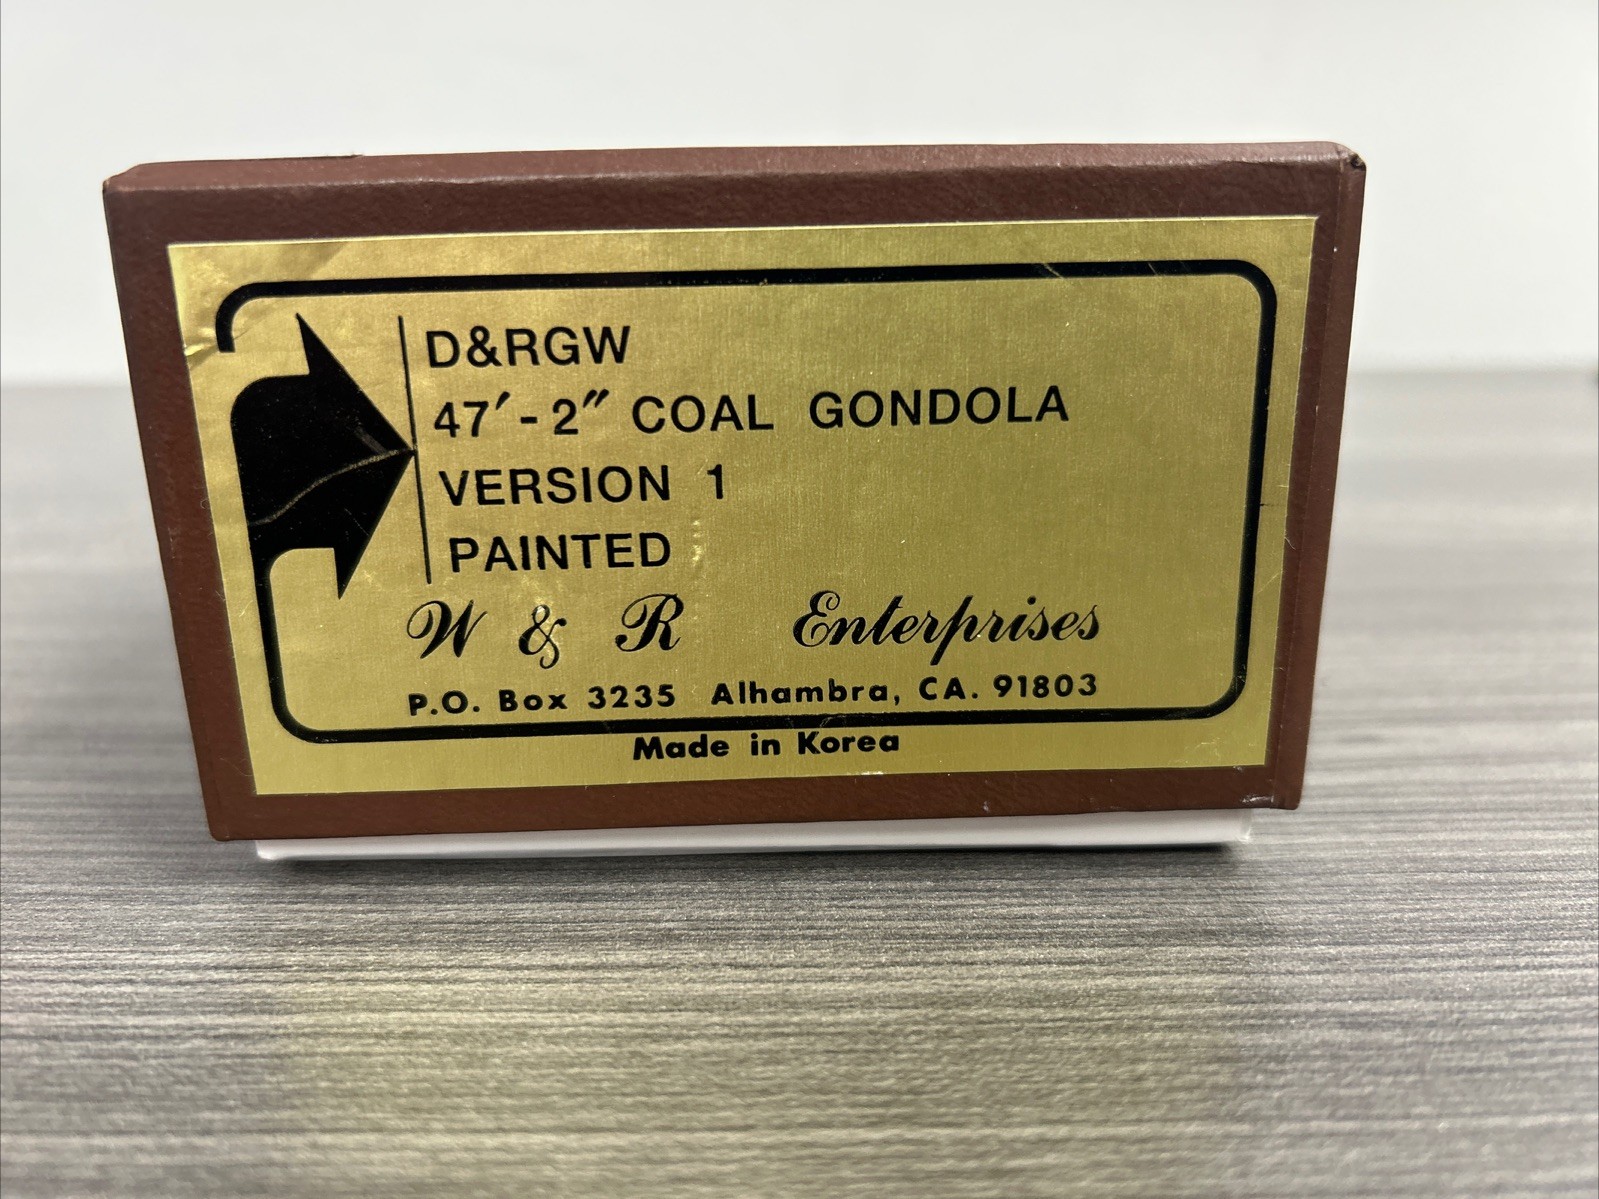 D&RGW
47′-2″ COAL GONDOLA
VERSION 1
PAINTED
W & R Enterprises
P.O. Box 3235 Alhambra, CA. 91803
Made in Korea